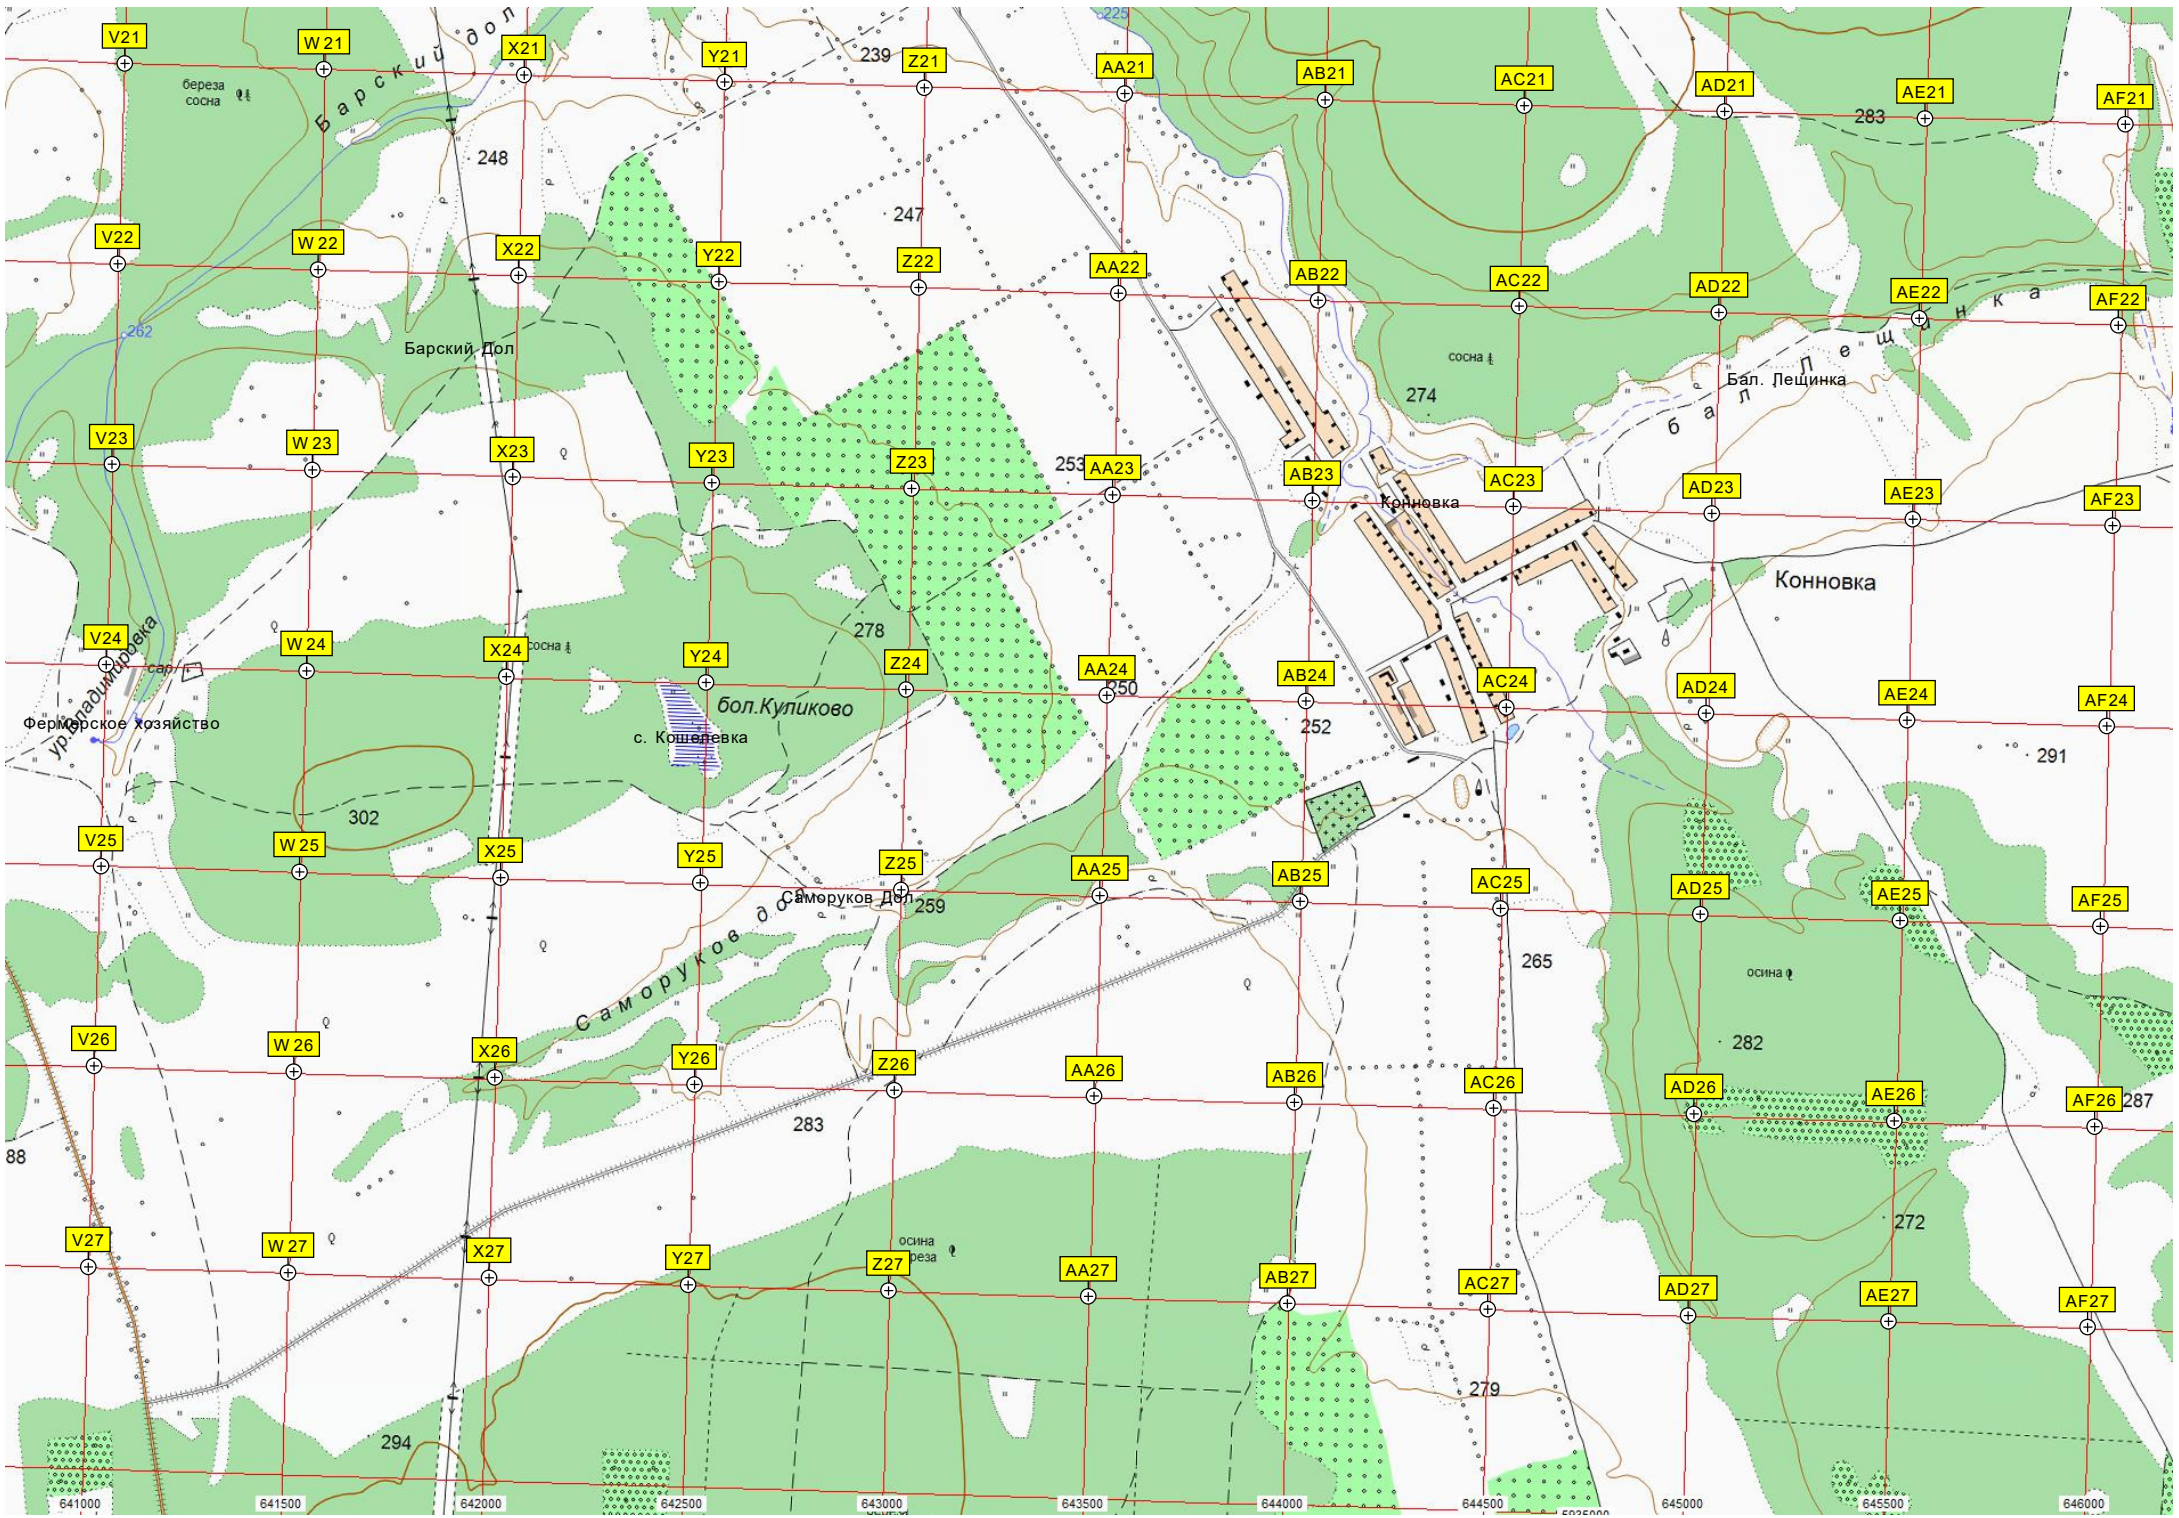 225
V21
W21
X21
Y21
239
Z21
AA21
AB21
AC21
AD21
AE21
AF21
береза
сосна
Барский дол
283
248
247
V22
W22
X22
Y22
Z22
AA22
AB22
AC22
AD22
AE22
AF22
262
Барский Дол
сосна
274
Бал. Лещинка
бал. Лещинка
V23
W23
X23
Y23
Z23
253
AA23
AB23
Конновка
AC23
AD23
AE23
AF23
Конновка
278
V24
W24
X24
сосна
Y24
Z24
AA24
AB24
AC24
AD24
AE24
AF24
ур.Владимировка
сар.
250
бол.Куликово
Фермерское хозяйство
с. Кошелевка
252
291
302
V25
W25
X25
Y25
Z25
AA25
AB25
AC25
AD25
AE25
AF25
Саморуков Дол
259
Саморуков дол
265
осина
V26
W26
X26
Y26
Z26
AA26
AB26
AC26
282
AD26
AE26
AF26
287
283
88
272
V27
W27
X27
Y27
Z27
осина
AA27
AB27
AC27
AD27
AE27
AF27
279
294
641000
641500
642000
642500
643000
643500
644000
644500
645000
645500
646000